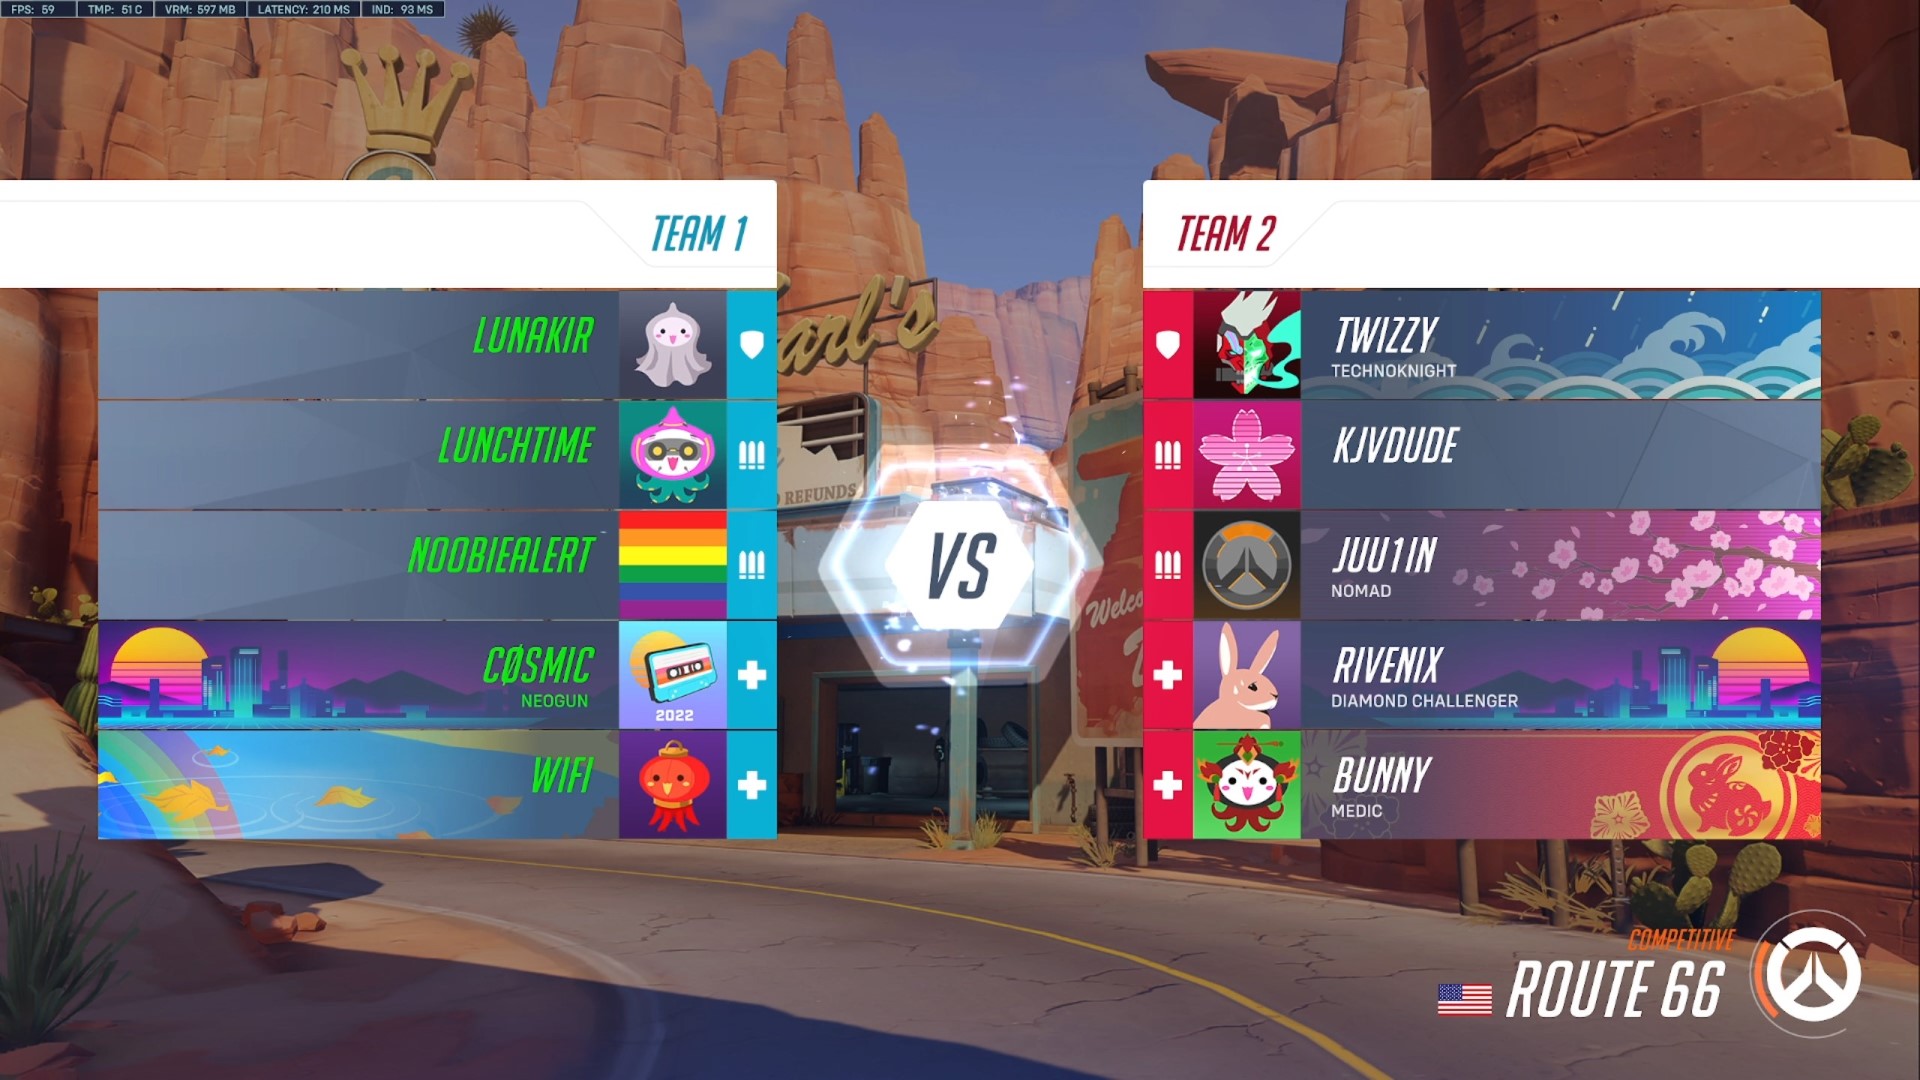 FPS: 59 TMP: 51 C VRM: 597 MB LATENCY: 210 MS IND: 93 MS
TEAM 1
LUNAKIR
LUNCHTIME
NOOBIEALERT
CØSMIC
NEOGUN
2022
WIFI
VS
TEAM 2
TWIZZY
TECHNOKNIGHT
KJVDUDE
JUU1IN
NOMAD
RIVENIX
DIAMOND CHALLENGER
BUNNY
MEDIC
arl's
REFUNDS
Welco
COMPETITIVE
ROUTE 66